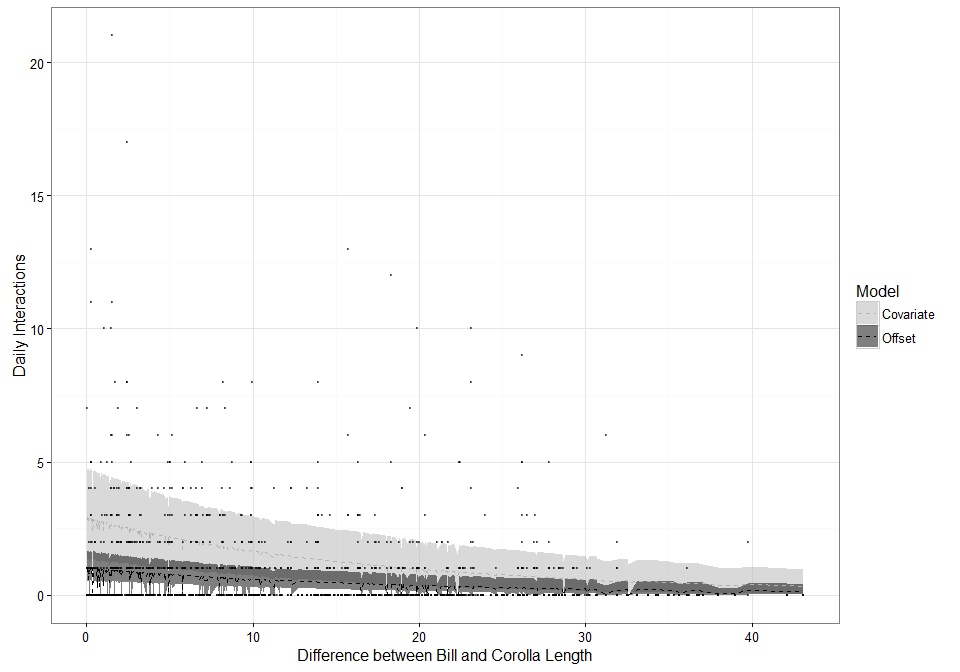 20
15
10
5
0
Daily Interactions
0
10
20
30
40
Difference between Bill and Corolla Length
Model
Covariate
Offset